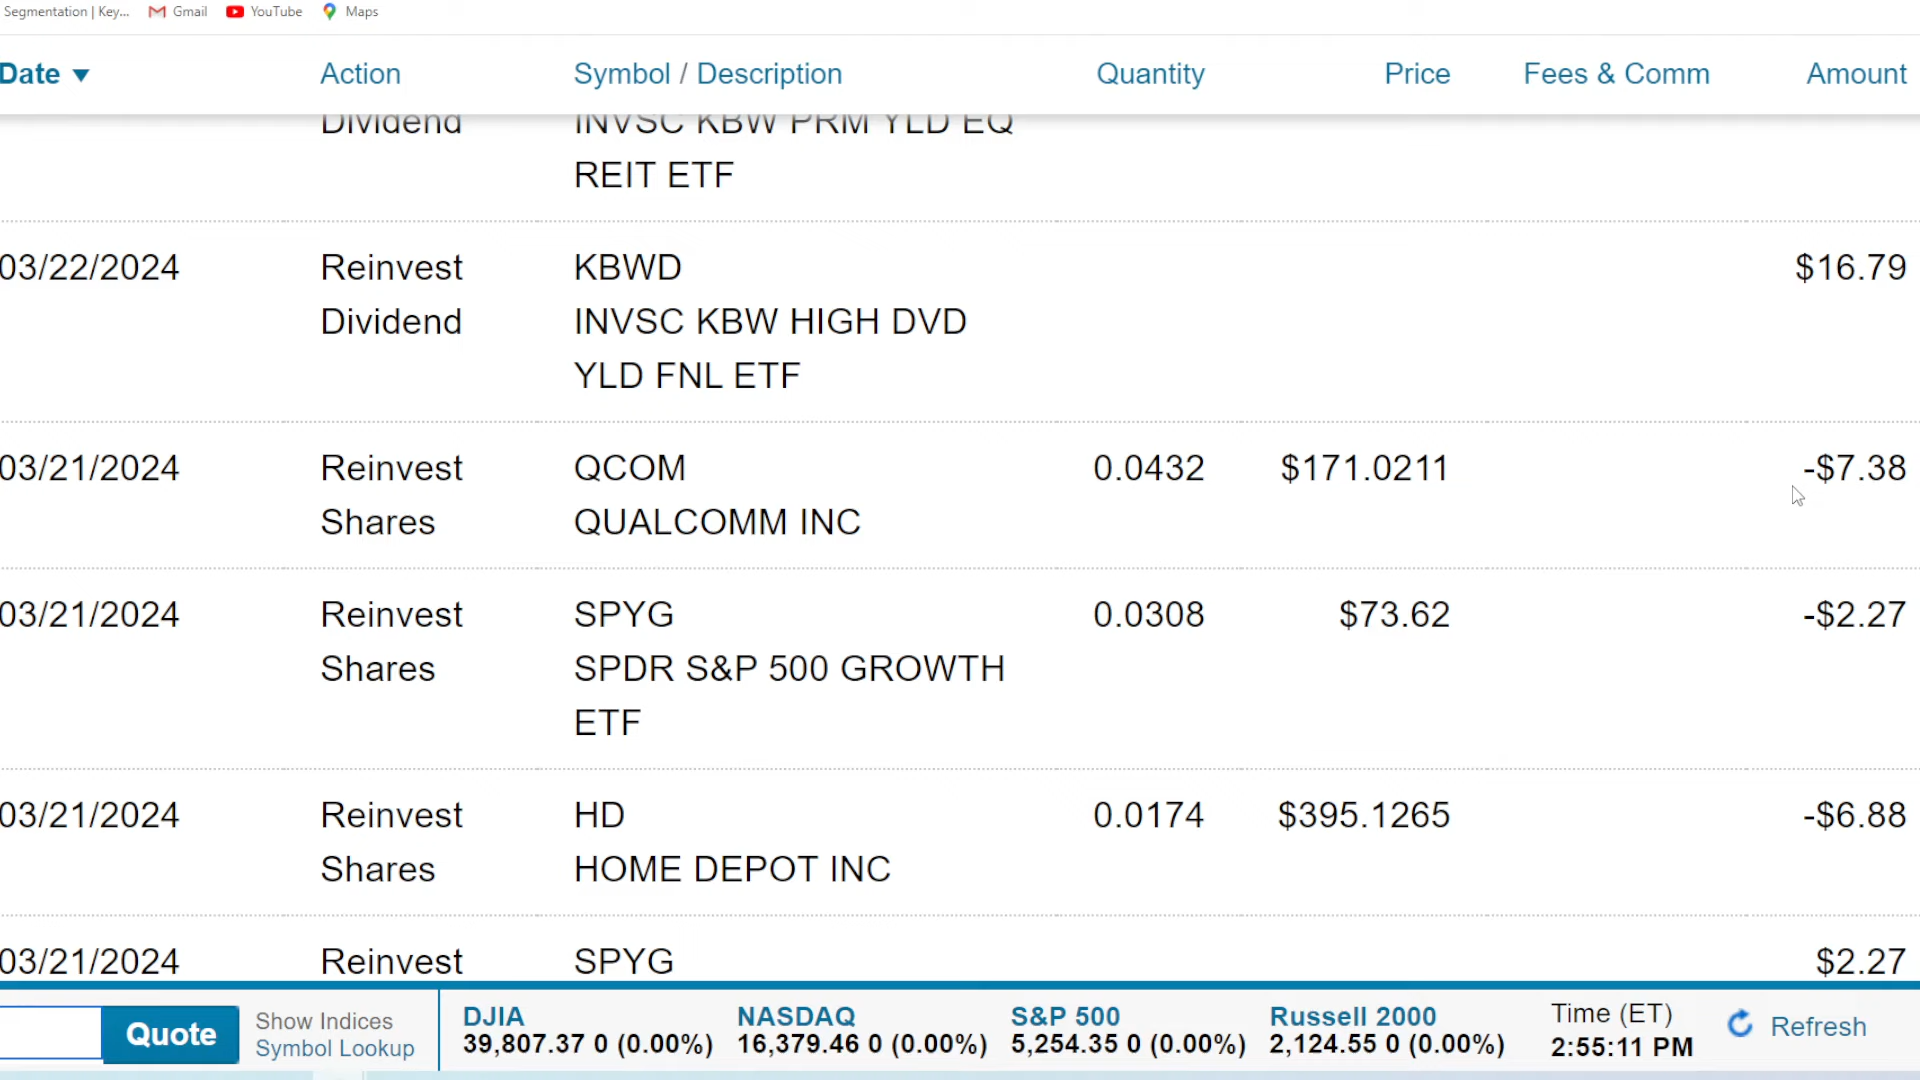 Segmentation | Key... Gmail YouTube Maps
Date ▼ Action Symbol / Description Quantity Price Fees & Comm Amount
Dividend INVSC KBW PRM YLD EQ
REIT ETF
03/22/2024 Reinvest KBWD $16.79
Dividend INVSC KBW HIGH DVD
YLD FNL ETF
03/21/2024 Reinvest QCOM 0.0432 $171.0211 -$7.38
Shares QUALCOMM INC
03/21/2024 Reinvest SPYG 0.0308 $73.62 -$2.27
Shares SPDR S&P 500 GROWTH
ETF
03/21/2024 Reinvest HD 0.0174 $395.1265 -$6.88
Shares HOME DEPOT INC
03/21/2024 Reinvest SPYG $2.27
Quote Show Indices DJIA NASDAQ S&P 500 Russell 2000 Time (ET) Refresh
Symbol Lookup 39,807.37 0 (0.00%) 16,379.46 0 (0.00%) 5,254.35 0 (0.00%) 2,124.55 0 (0.00%) 2:55:11 PM